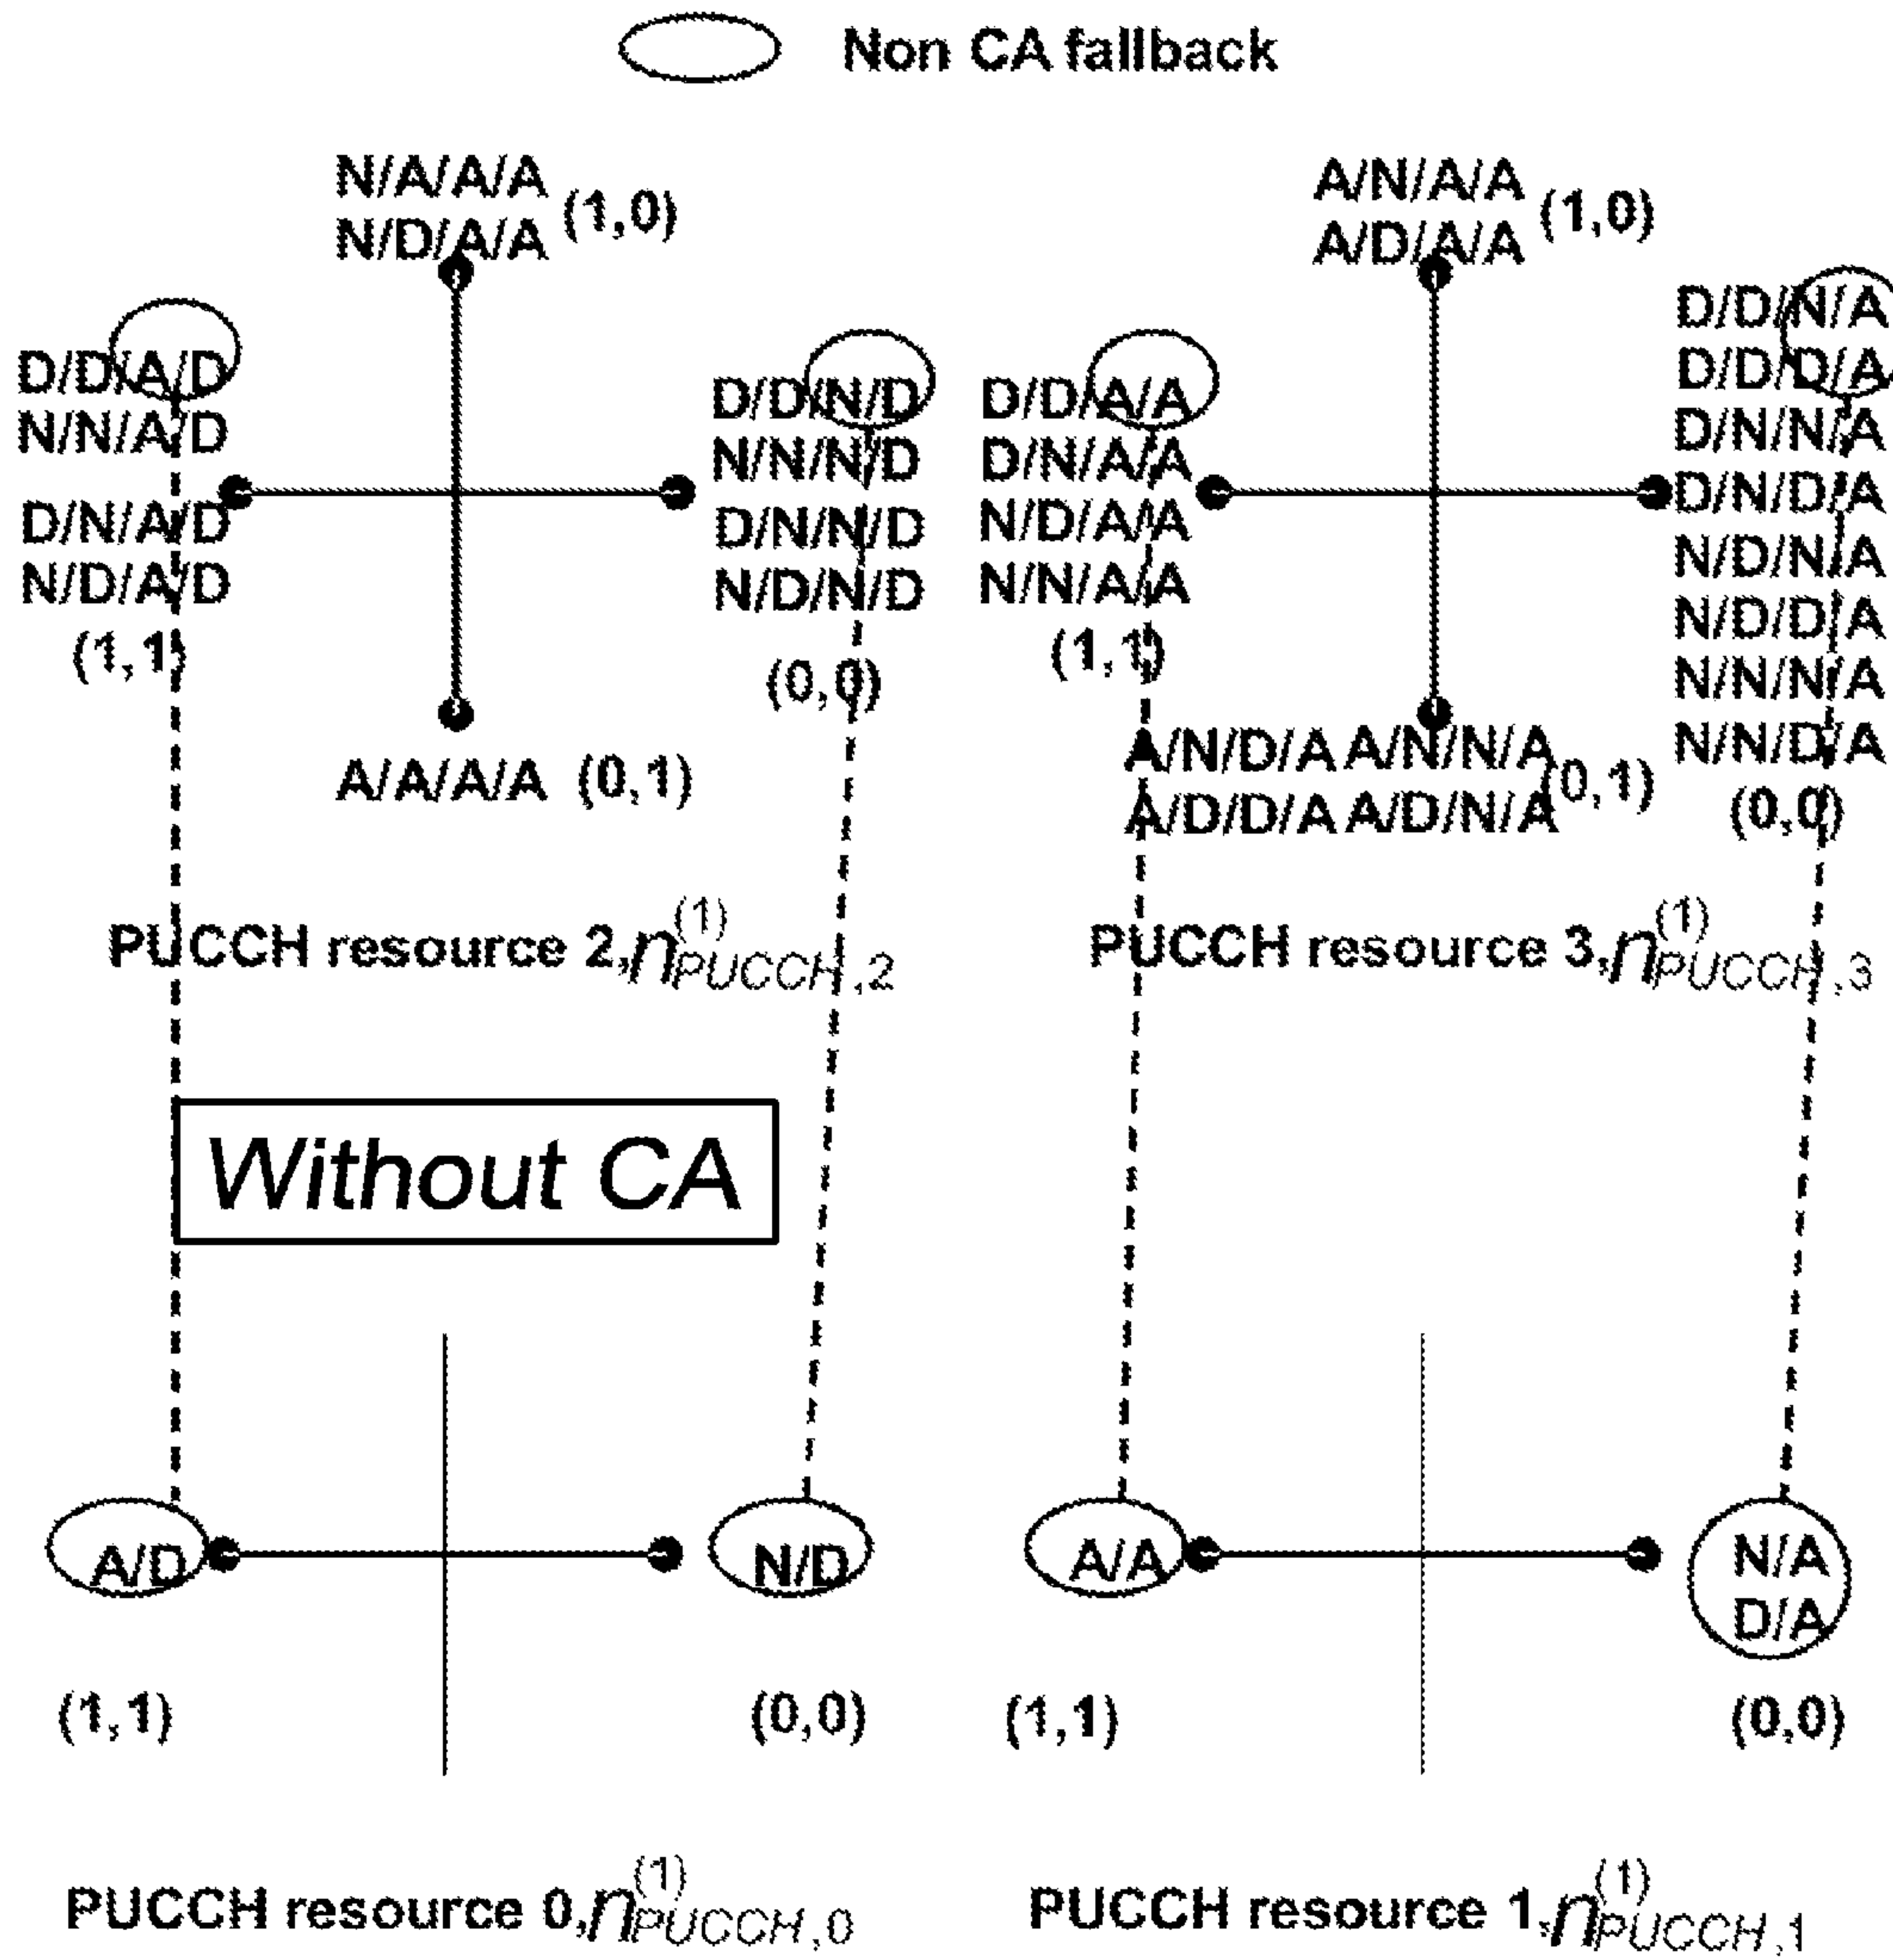 Non CA fallback
N/A/A/A
N/D/A/A
(1,0)
D/D/A/D
N/N/A/D
D/N/A/D
N/D/A/D
(1,1)
D/D/N/D
N/N/N/D
D/N/N/D
N/D/N/D
(0,0)
A/A/A/A (0,1)
PUCCH resource 2, n(1)PUCCH,2
A/N/A/A
A/D/A/A
(1,0)
D/D/A/A
D/N/A/A
N/D/A/A
N/N/A/A
(1,1)
D/D/N/A
D/D/D/A
D/N/N/A
D/N/D/A
N/D/N/A
N/D/D/A
N/N/N/A
N/N/D/A
(0,0)
A/N/D/A A/N/N/A
A/D/D/A A/D/N/A
(0,1)
PUCCH resource 3, n(1)PUCCH,3
Without CA
A/D
(1,1)
N/D
(0,0)
PUCCH resource 0, n(1)PUCCH,0
A/A
(1,1)
N/A
D/A
(0,0)
PUCCH resource 1, n(1)PUCCH,1